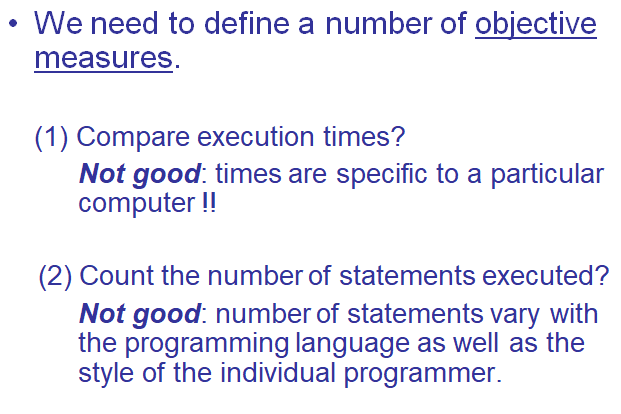 • We need to define a number of objective
measures.
(1) Compare execution times?
Not good: times are specific to a particular
computer !!
(2) Count the number of statements executed?
Not good: number of statements vary with
the programming language as well as the
style of the individual programmer.